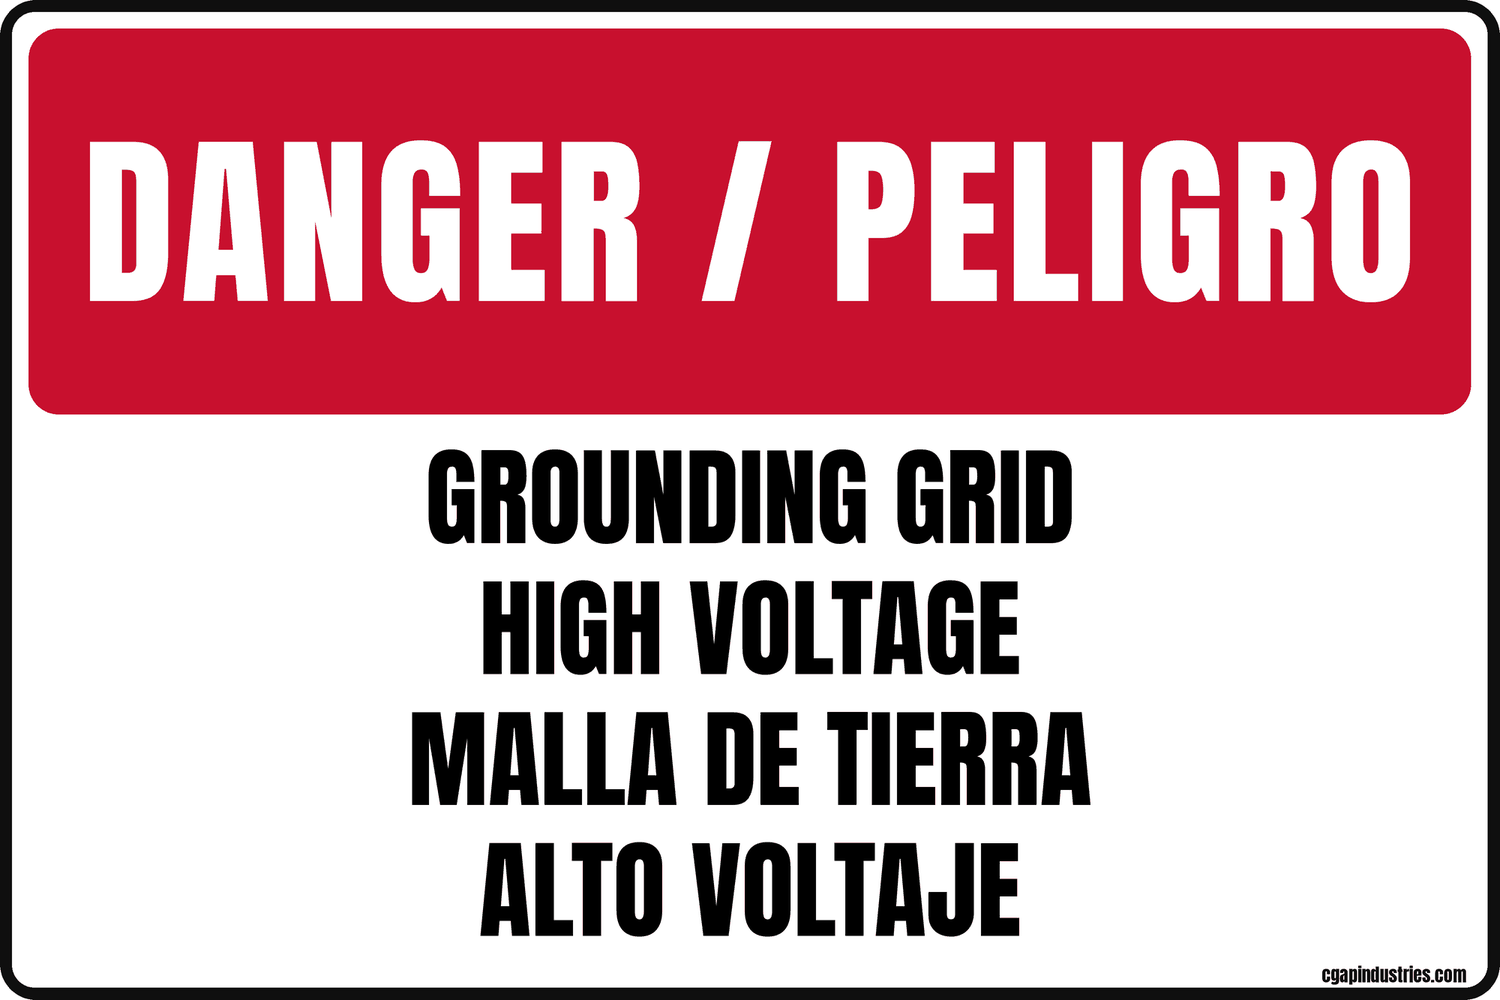 DANGER / PELIGRO
GROUNDING GRID
HIGH VOLTAGE
MALLA DE TIERRA
ALTO VOLTAJE
cgapindustries.com